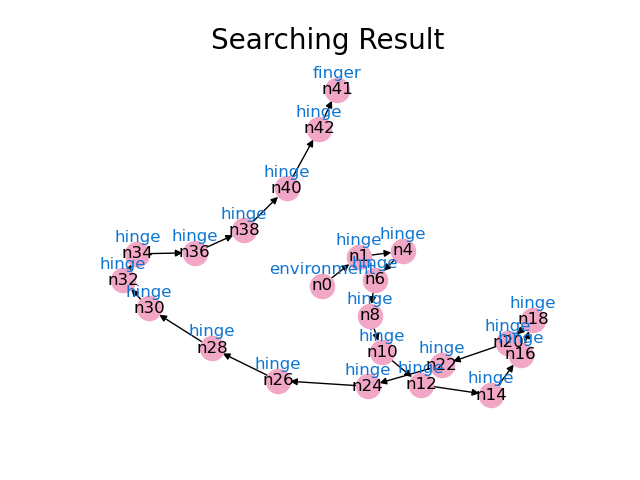 Searching Result
finger
n41
hinge
n42
hinge
n40
hinge
n38
hinge
n36
hinge
n34
hinge
n32
hinge
n30
hinge
n28
hinge
n26
hinge
n24
hinge
n1
hinge
n4
environment
n0
hinge
n6
hinge
n8
hinge
n10
hinge
n12
hinge
n22
hinge
n14
hinge
n18
hinge
n20
hinge
n16